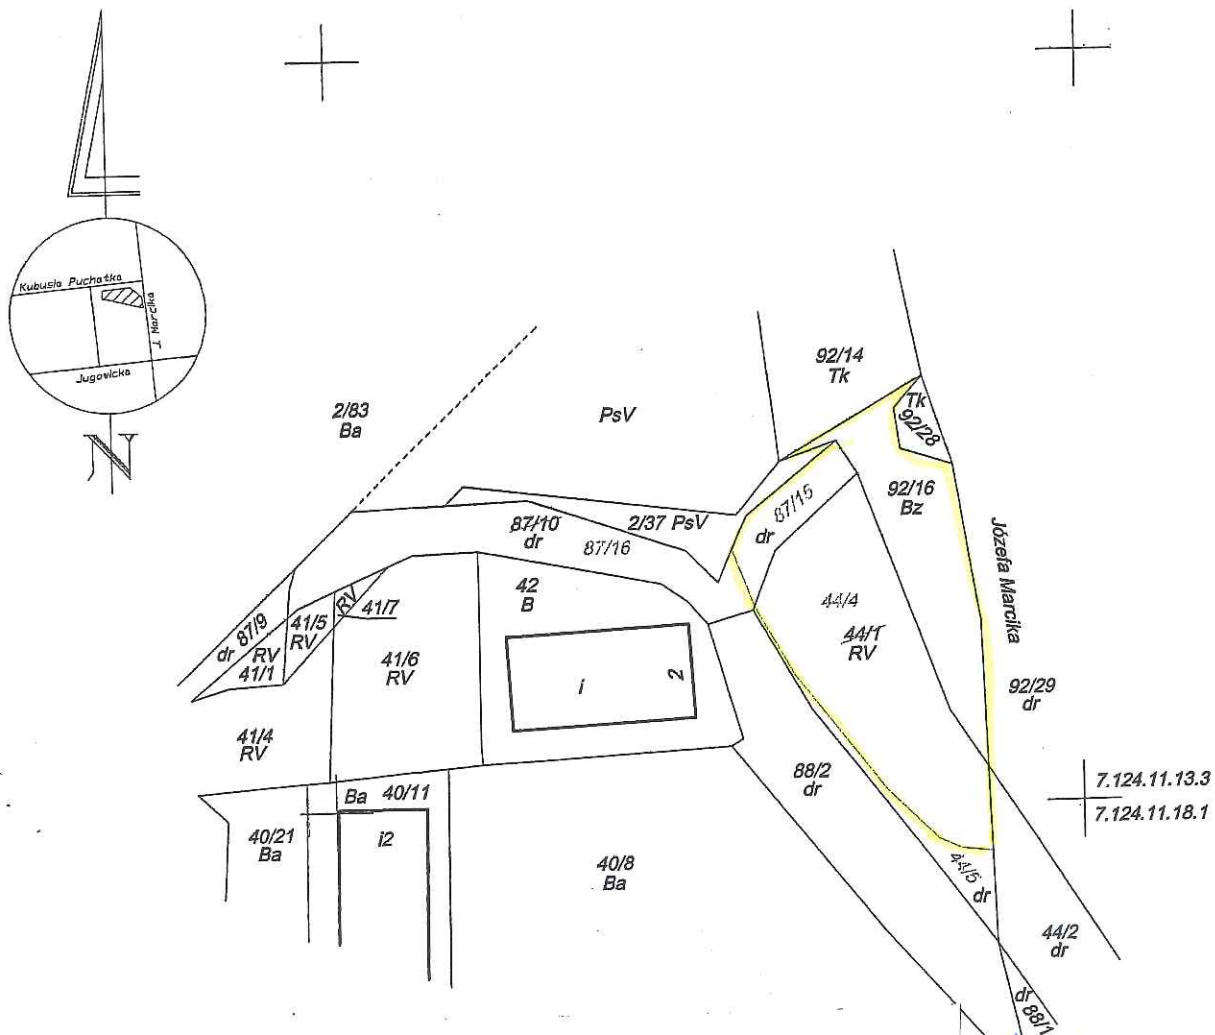 Kubusia Puchatka
J. Marcika
Jugowicka
N
2/83
Ba
PsV
92/14
Tk
Tk
92/28
92/16
Bz
87/10
dr
87/16
2/37 PsV
dr 87/15
Józefa Marcika
42
B
dr 87/9
41/5
RV
RV
41/7
RV
41/1
41/6
RV
i
2
44/4
44/1
RV
92/29
dr
41/4
RV
88/2
dr
7.124.11.13.3
7.124.11.18.1
Ba 40/11
40/21
Ba
i2
40/8
Ba
44/5 dr
44/2
dr
dr 88/1